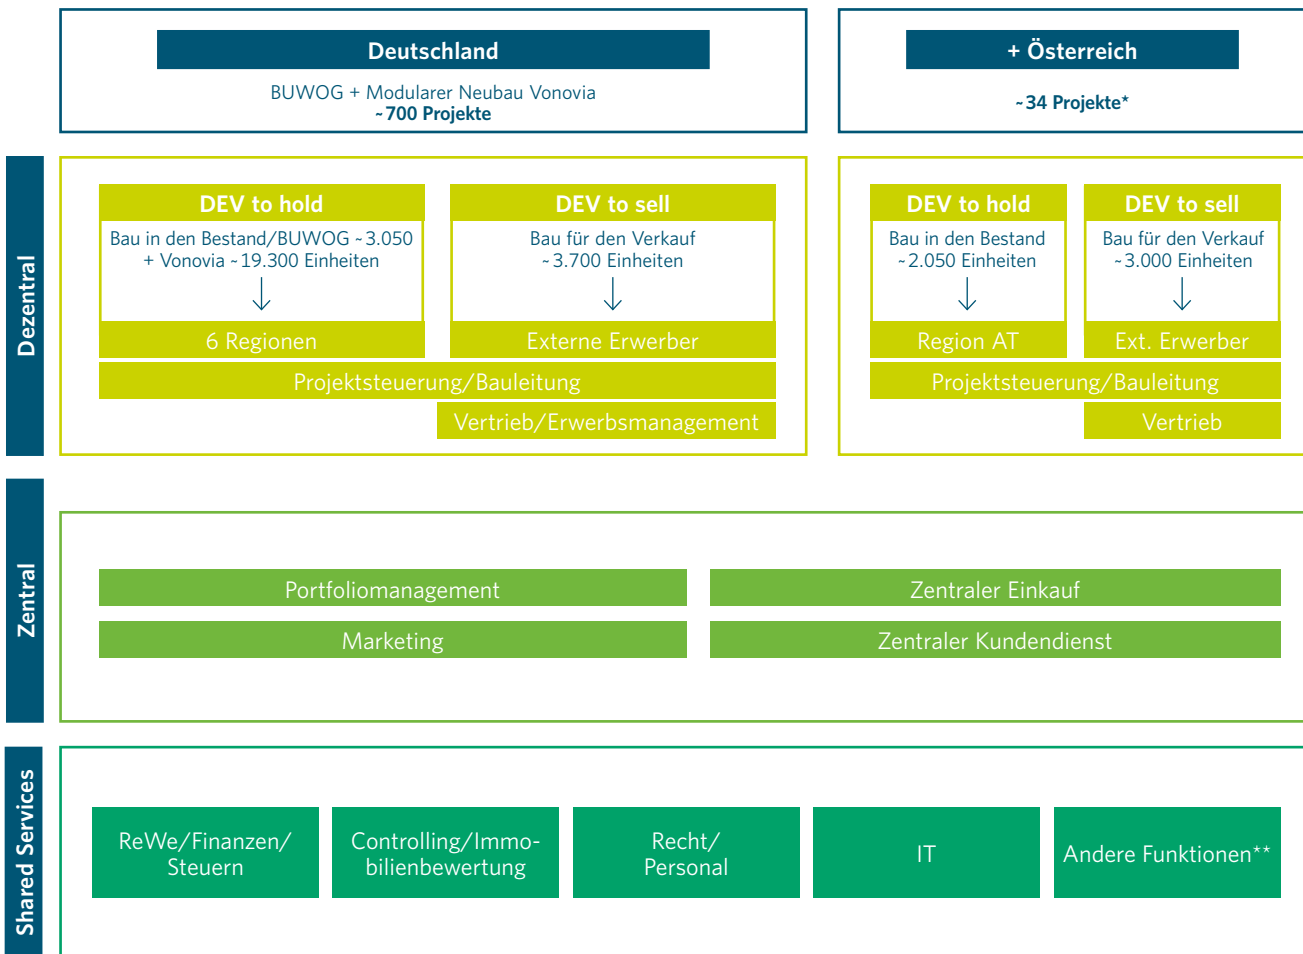 Deutschland
BUWOG + Modularer Neubau Vonovia
~700 Projekte
+ Österreich
~34 Projekte*
Dezentral
DEV to hold
Bau in den Bestand/BUWOG ~3.050
+ Vonovia ~19.300 Einheiten
6 Regionen
DEV to sell
Bau für den Verkauf
~3.700 Einheiten
Externe Erwerber
Projektsteuerung/Bauleitung
Vertrieb/Erwerbsmanagement
DEV to hold
Bau in den Bestand
~2.050 Einheiten
Region AT
DEV to sell
Bau für den Verkauf
~3.000 Einheiten
Ext. Erwerber
Projektsteuerung/Bauleitung
Vertrieb
Zentral
Portfoliomanagement
Zentraler Einkauf
Marketing
Zentraler Kundendienst
Shared Services
ReWe/Finanzen/
Steuern
Controlling/Immo-
bilienbewertung
Recht/
Personal
IT
Andere Funktionen**